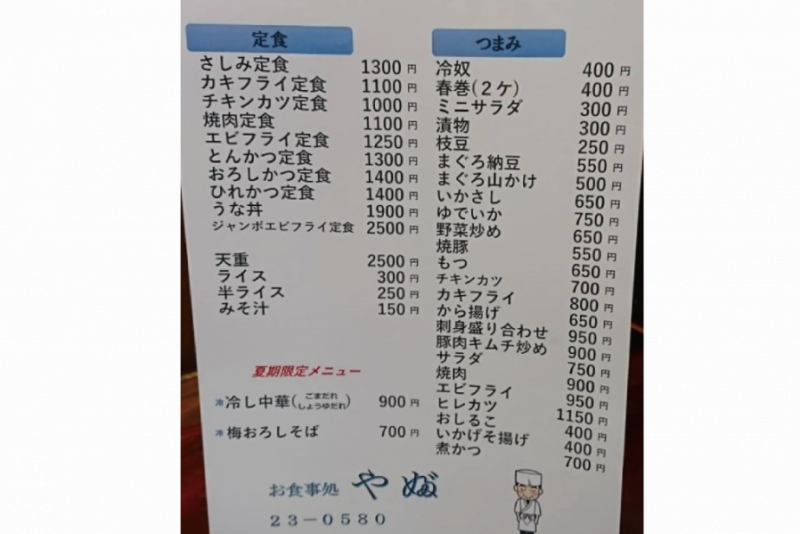 定食
さしみ定食 1300円
カキフライ定食 1100円
チキンカツ定食 1000円
焼肉定食 1100円
エビフライ定食 1250円
とんかつ定食 1300円
おろしかつ定食 1400円
ひれかつ定食 1400円
うな丼 1900円
ジャンボエビフライ定食 2500円
天重 2500円
ライス 300円
半ライス 250円
みそ汁 150円
夏期限定メニュー
冷 冷し中華(ごまだれ しょうゆだれ) 900円
冷 梅おろしそば 700円
つまみ
冷奴 400円
春巻(2ケ) 400円
ミニサラダ 300円
漬物 300円
枝豆 250円
まぐろ納豆 550円
まぐろ山かけ 500円
いかさし 650円
ゆでいか 750円
野菜炒め 650円
焼豚 550円
もつ 650円
チキンカツ 700円
カキフライ 800円
から揚げ 650円
刺身盛り合わせ 950円
豚肉キムチ炒め 900円
サラダ 750円
焼肉 900円
エビフライ 950円
ヒレカツ 1150円
おしるこ 400円
いかげそ揚げ 400円
煮かつ 700円
お食事処 や
23-0580